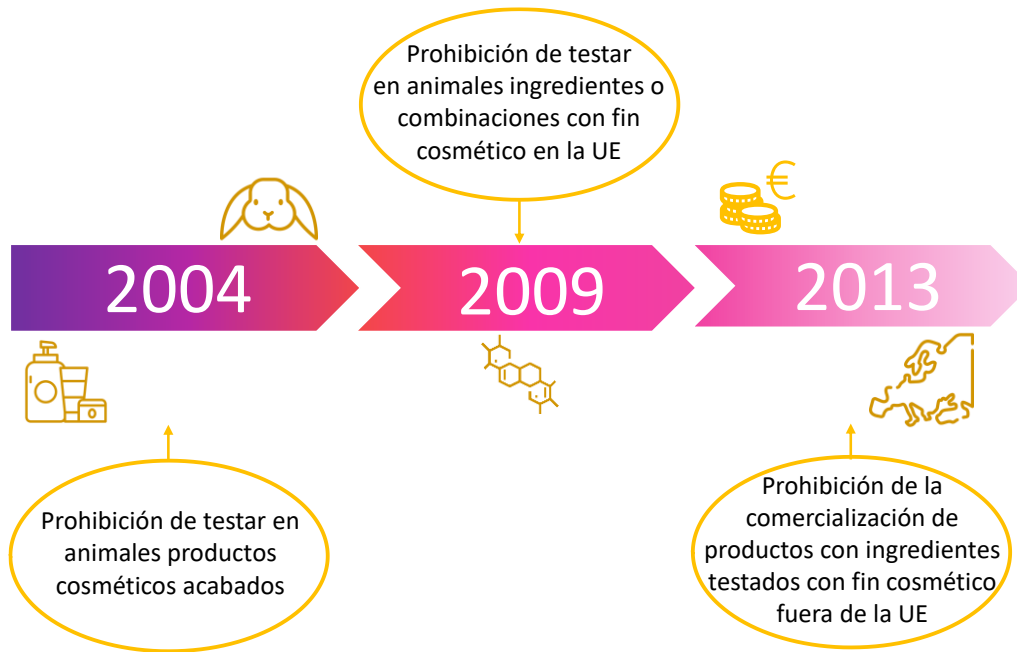 Prohibición de testar
en animales ingredientes o
combinaciones con fin
cosmético en la UE
€
2004
2009
2013
Prohibición de testar en
animales productos
cosméticos acabados
Prohibición de la
comercialización de
productos con ingredientes
testados con fin cosmético
fuera de la UE